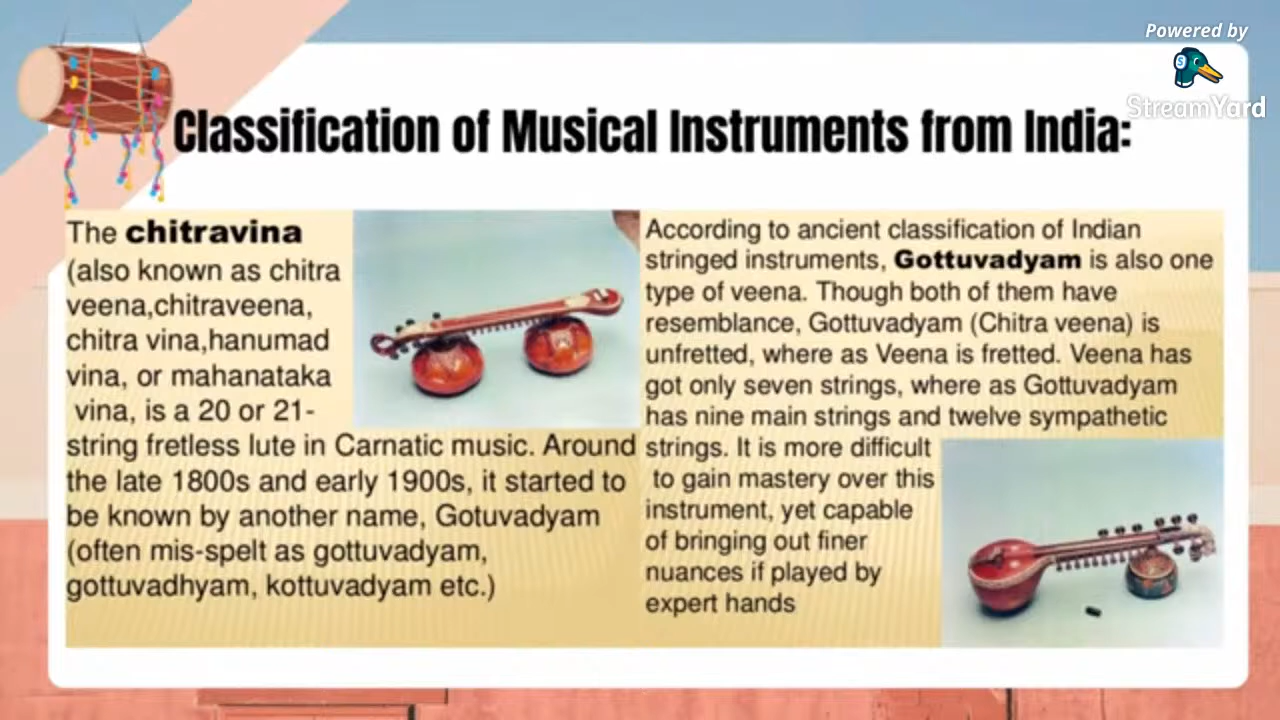 Powered by
StreamYard
Classification of Musical Instruments from India:
The chitravina
(also known as chitra
veena,chitraveena,
chitra vina,hanumad
vina, or mahanataka
vina, is a 20 or 21-
string fretless lute in Carnatic music. Around
the late 1800s and early 1900s, it started to
be known by another name, Gotuvadyam
(often mis-spelt as gottuvadyam,
gottuvadhyam, kottuvadyam etc.)
According to ancient classification of Indian
stringed instruments, Gottuvadyam is also one
type of veena. Though both of them have
resemblance, Gottuvadyam (Chitra veena) is
unfretted, where as Veena is fretted. Veena has
got only seven strings, where as Gottuvadyam
has nine main strings and twelve sympathetic
strings. It is more difficult
to gain mastery over this
instrument, yet capable
of bringing out finer
nuances if played by
expert hands